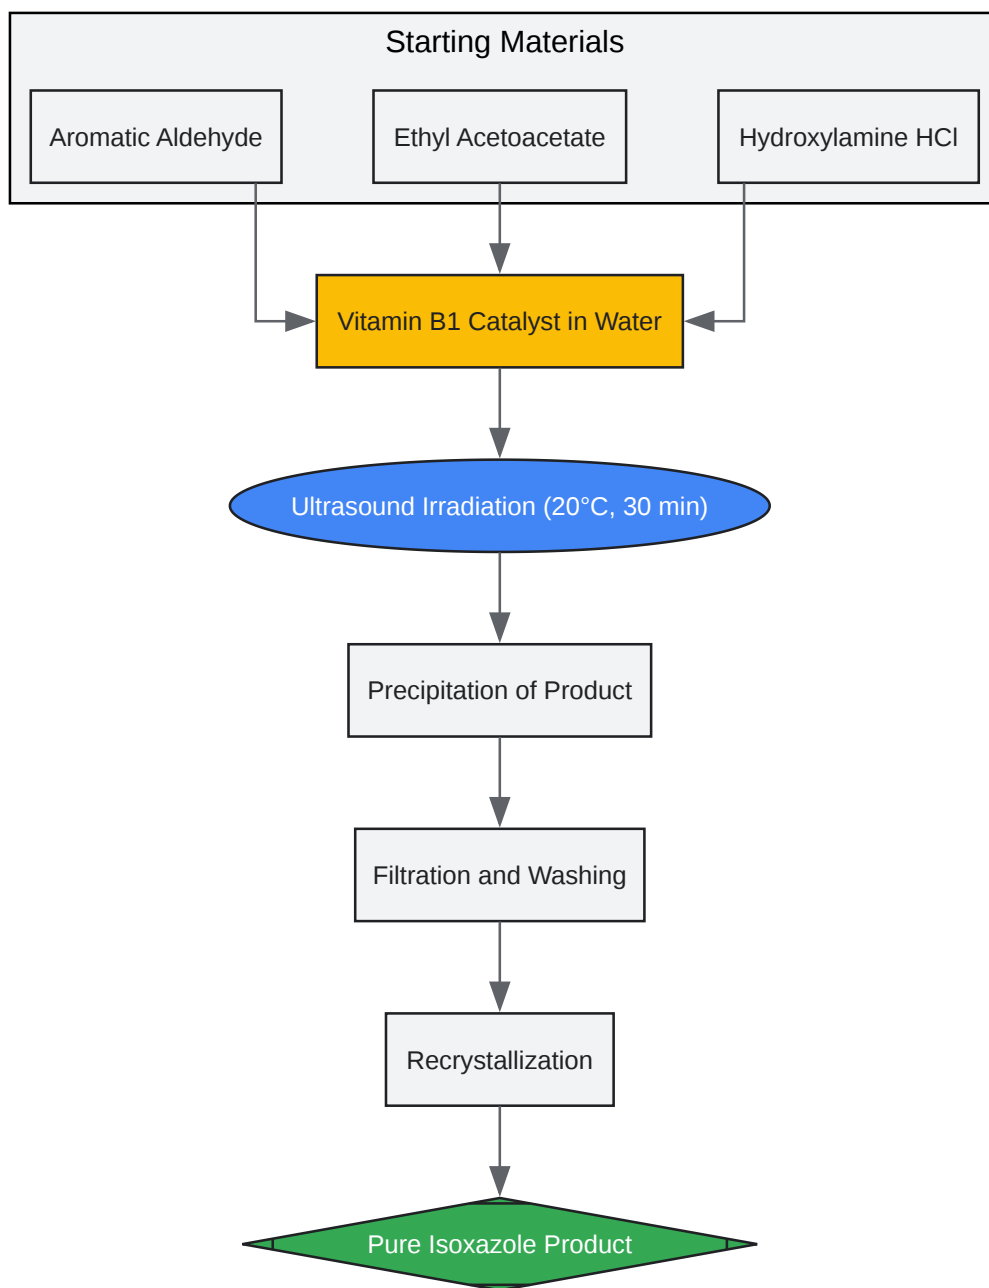 Starting Materials
Aromatic Aldehyde
Ethyl Acetoacetate
Hydroxylamine HCl
Vitamin B1 Catalyst in Water
Ultrasound Irradiation (20°C, 30 min)
Precipitation of Product
Filtration and Washing
Recrystallization
Pure Isoxazole Product